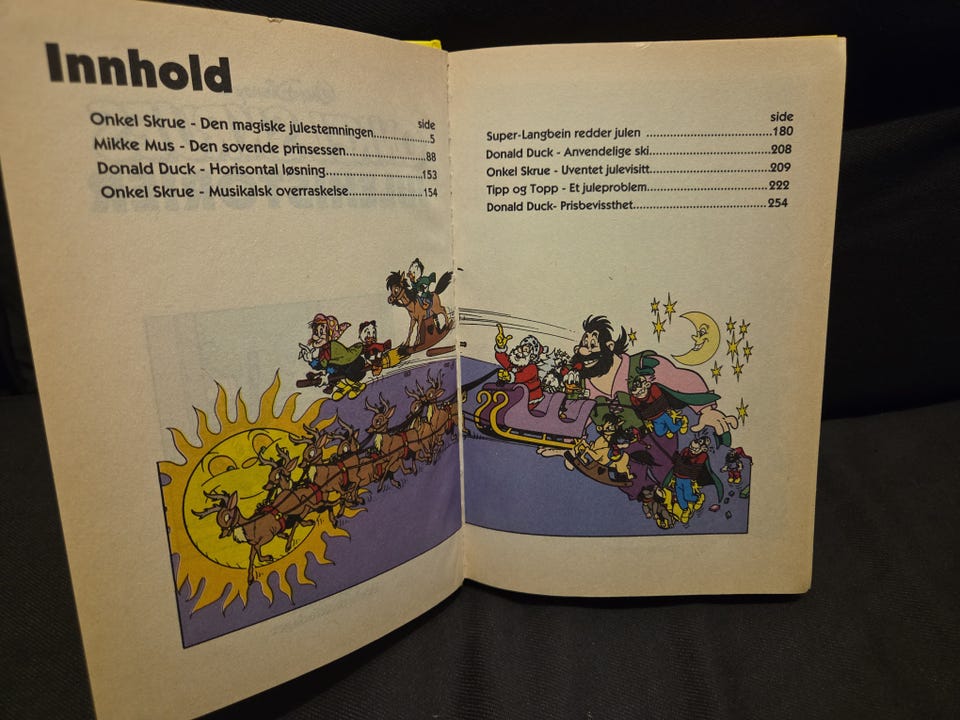 Innhold
side
Onkel Skrue - Den magiske julestemningen..................5
Mikke Mus - Den sovende prinsessen....................88
Donald Duck - Horisontal løsning........................153
Onkel Skrue - Musikalsk overraskelse...................154
side
Super-Langbein redder julen ..............................180
Donald Duck - Anvendelige ski............................208
Onkel Skrue - Uventet julevisitt............................209
Tipp og Topp - Et juleproblem.............................222
Donald Duck- Prisbevissthet................................254